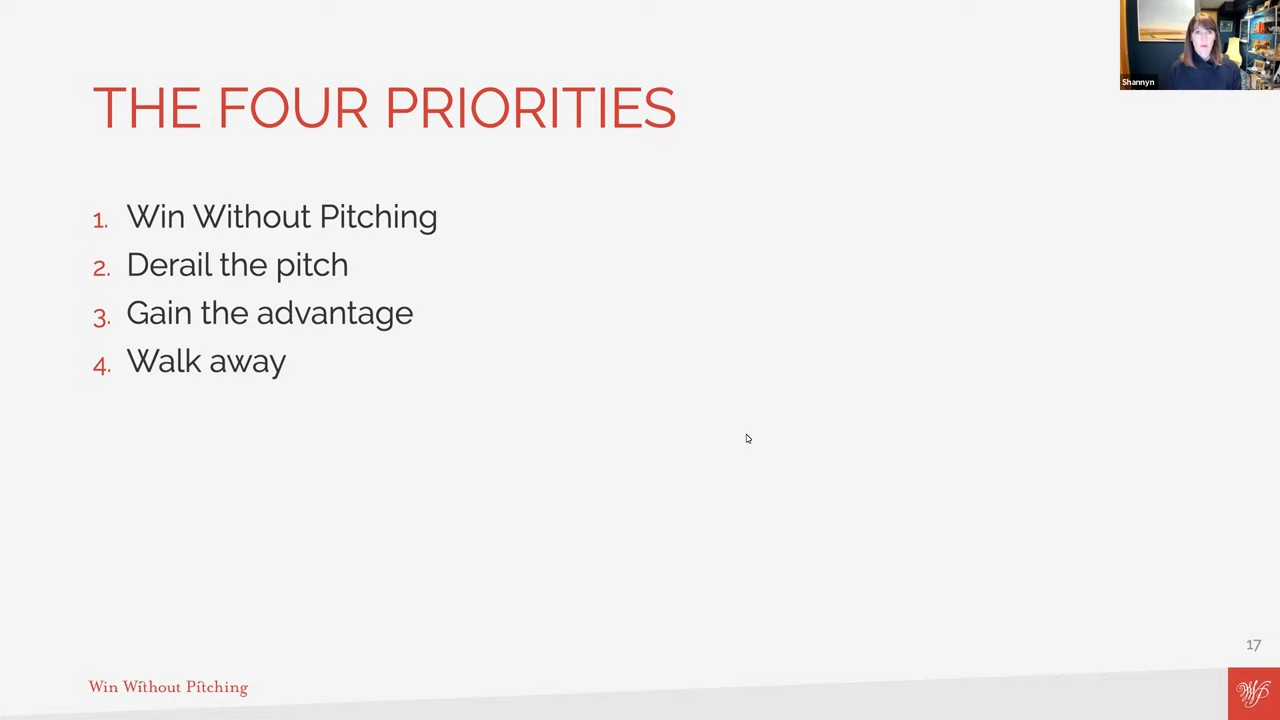 Shannyn
THE FOUR PRIORITIES
1. Win Without Pitching
2. Derail the pitch
3. Gain the advantage
4. Walk away
17
Win Without Pitching